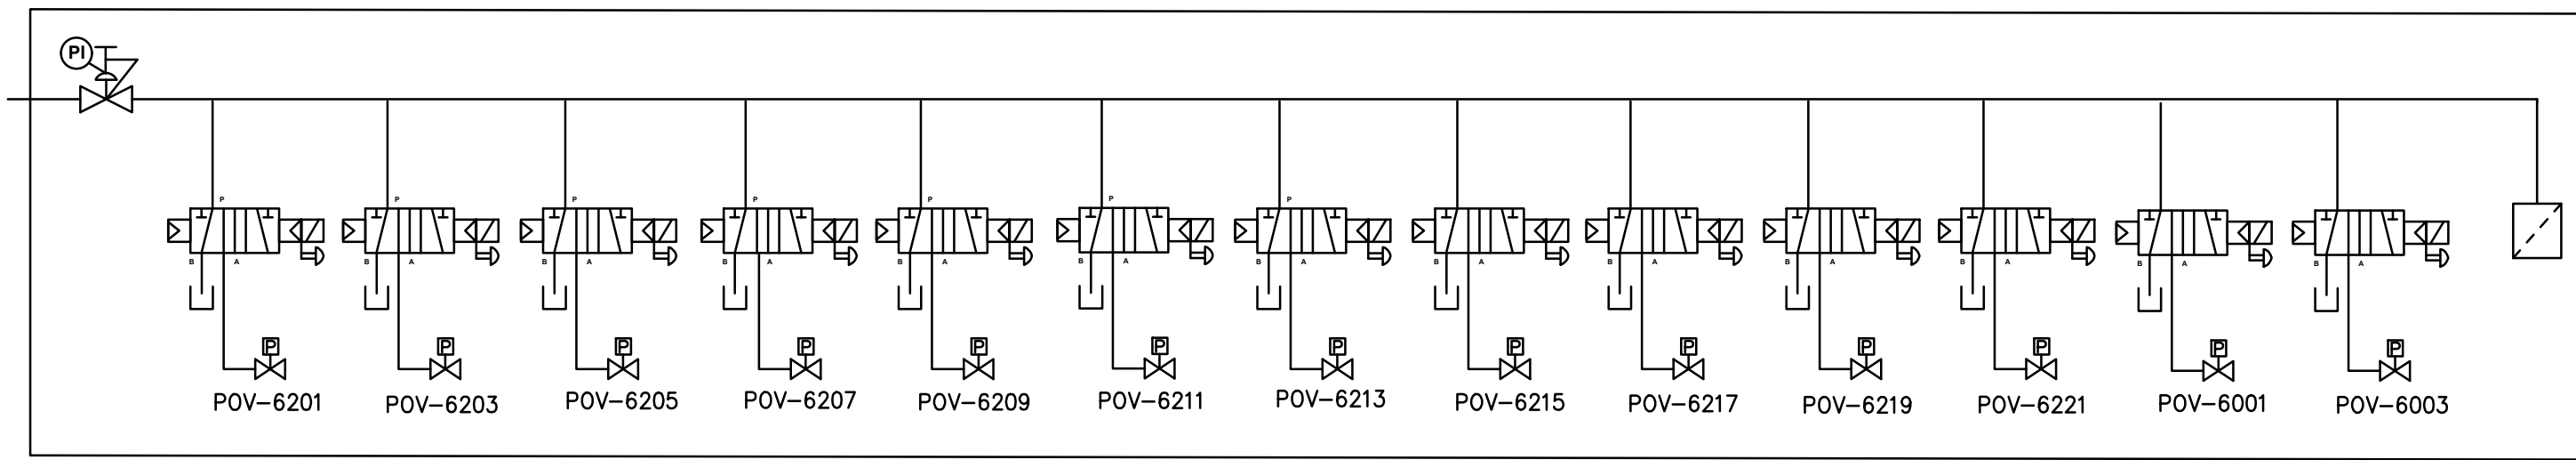 PI
P P P P P P P
B A B A B A B A B A B A B A B A B A B A B A B A B A
P P P P P P P P P P P P P
POV-6201 POV-6203 POV-6205 POV-6207 POV-6209 POV-6211 POV-6213 POV-6215 POV-6217 POV-6219 POV-6221 POV-6001 POV-6003